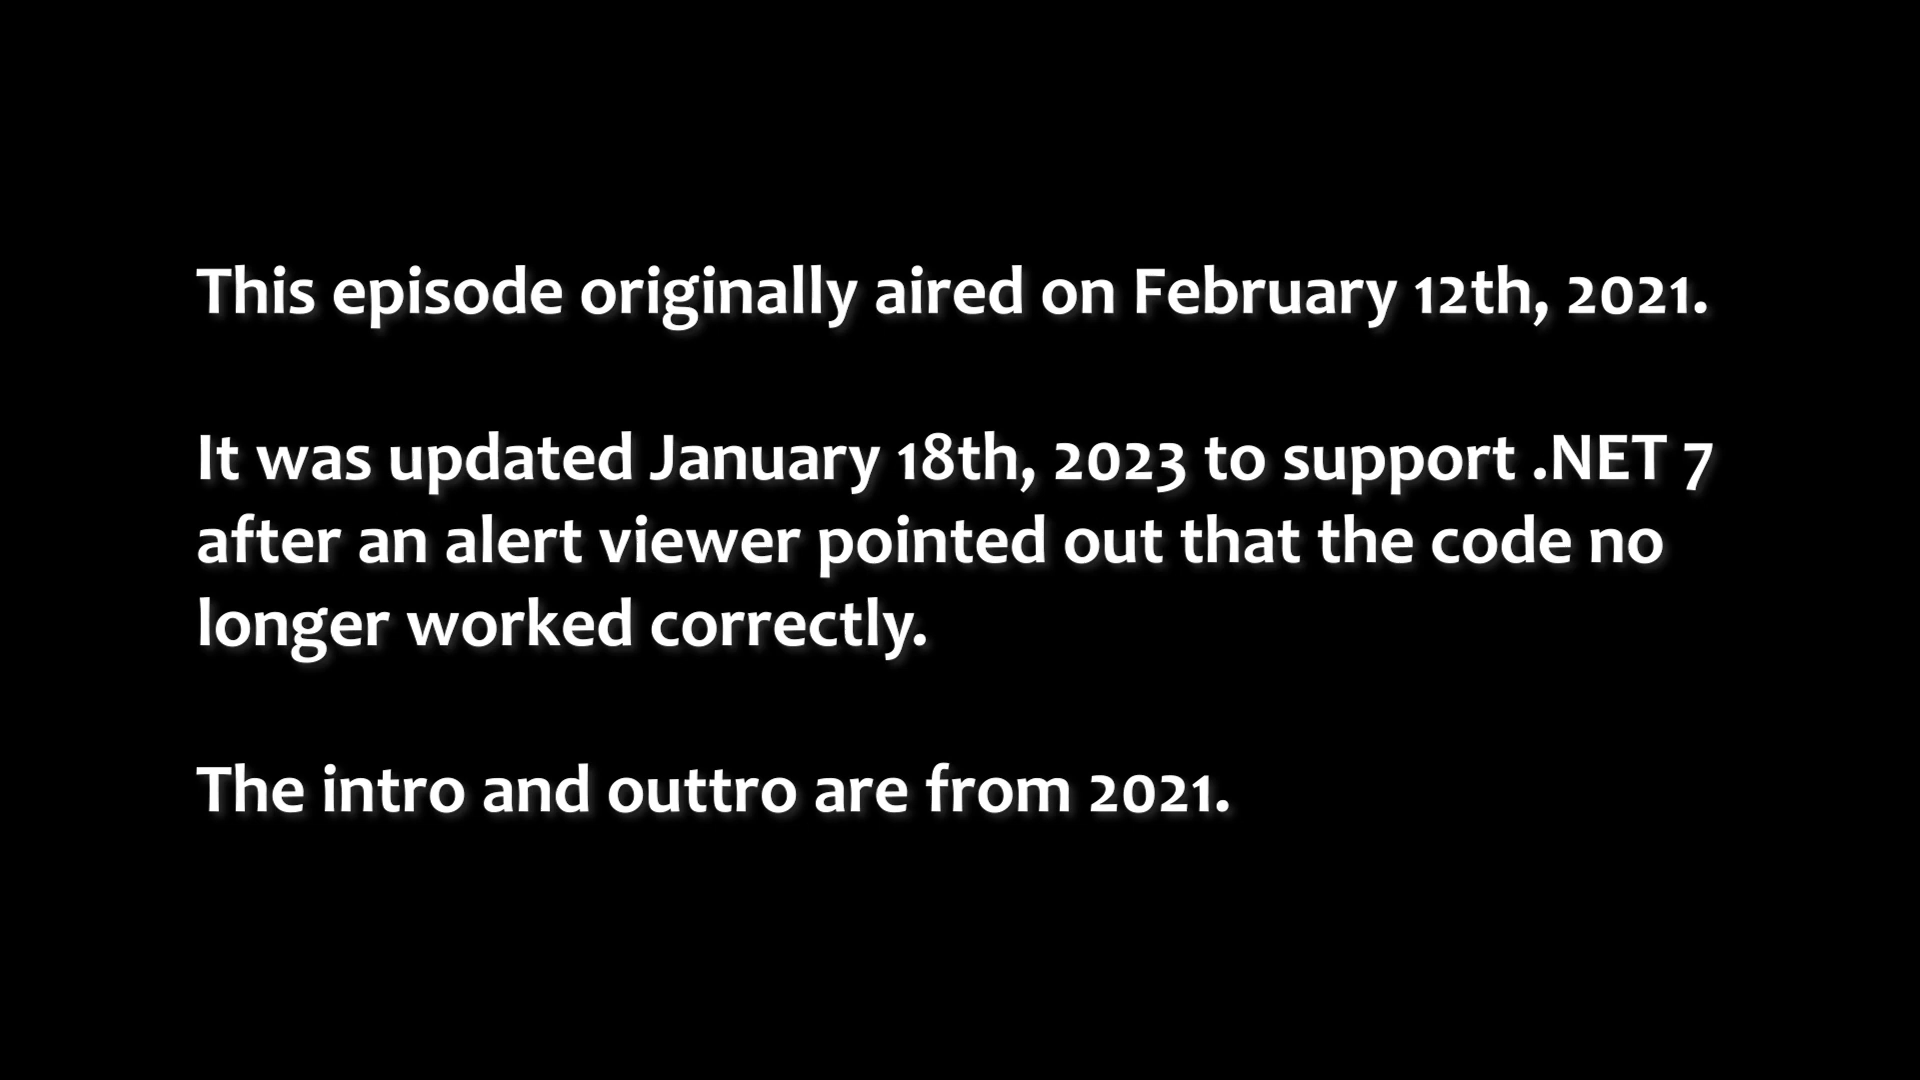 This episode originally aired on February 12th, 2021.
It was updated January 18th, 2023 to support .NET 7
after an alert viewer pointed out that the code no
longer worked correctly.
The intro and outtro are from 2021.